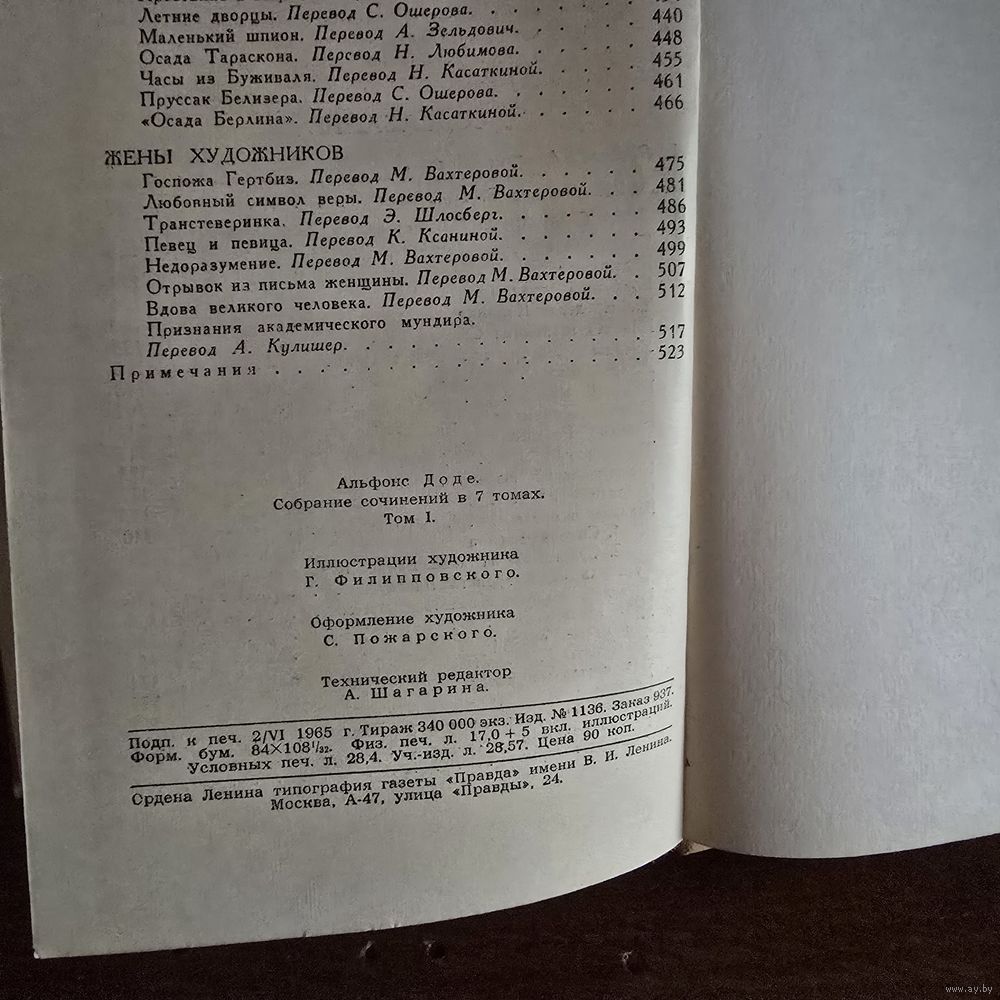 Летние дворцы. Перевод С. Ошерова. . . . . . . 440
Маленький шпион. Перевод А. Зельдович. . . . . 448
Осада Тараскона. Перевод Н. Любимова. . . . . . 455
Часы из Буживаля. Перевод Н. Касаткиной. . . . . 461
Пруссак Белизера. Перевод С. Ошерова. . . . . . 466
«Осада Берлина». Перевод Н. Касаткиной. . . . .
ЖЕНЫ ХУДОЖНИКОВ
Госпожа Гертбиз. Перевод М. Вахтеровой. . . . . . 475
Любовный символ веры. Перевод М. Вахтеровой. . . 481
Транстеверинка. Перевод Э. Шлосберг. . . . . . . 486
Певец и певица. Перевод К. Ксаниной. . . . . . . 493
Недоразумение. Перевод М. Вахтеровой. . . . . . . 499
Отрывок из письма женщины. Перевод М. Вахтеровой. . 507
Вдова великого человека. Перевод М. Вахтеровой. . . 512
Признания академического мундира.
Перевод А. Кулишер. . . . . . . . . . . . 517
Примечания . . . . . . . . . . . . . . . 523
Альфонс Доде.
Собрание сочинений в 7 томах.
Том I.
Иллюстрации художника
Г. Филипповского.
Оформление художника
С. Пожарского.
Технический редактор
А. Шагарина.
Подп. к печ. 2/VI 1965 г. Тираж 340 000 экз. Изд. № 1136. Заказ 937.
Форм. бум. 84×108¹/₃₂. Физ. печ. л. 17,0 + 5 вкл. иллюстраций.
Условных печ. л. 28,4. Уч.-изд. л. 28,57. Цена 90 коп.
Ордена Ленина типография газеты «Правда» имени В. И. Ленина.
Москва, А-47, улица «Правды», 24.
www.ay.by